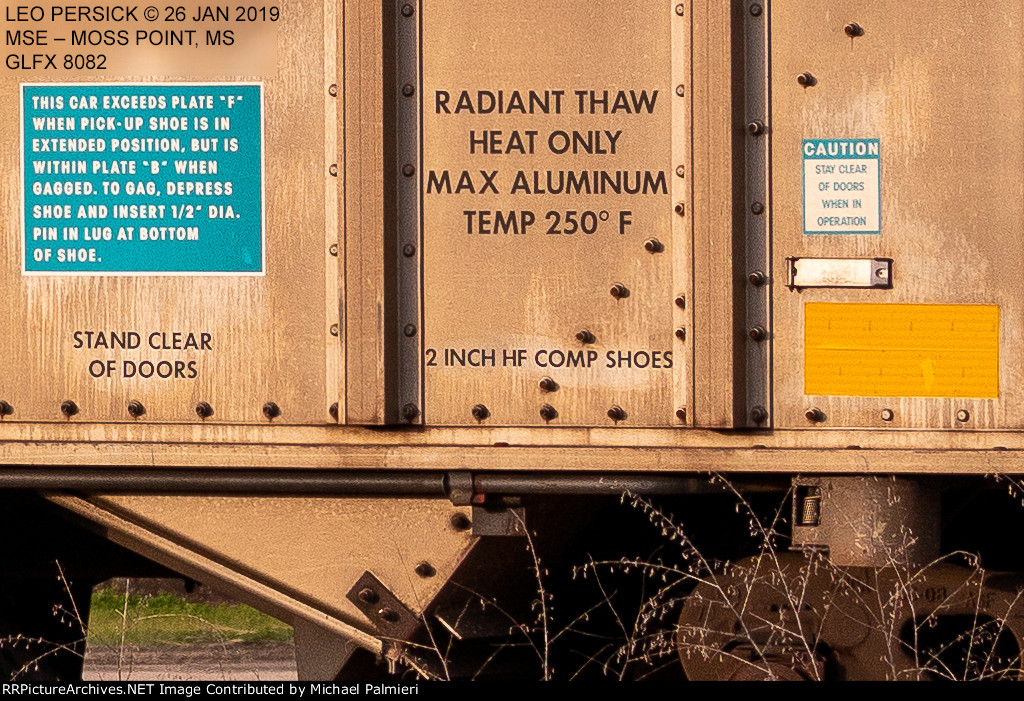 LEO PERSICK © 26 JAN 2019
MSE – MOSS POINT, MS
GLFX 8082
THIS CAR EXCEEDS PLATE "F"
WHEN PICK-UP SHOE IS IN
EXTENDED POSITION, BUT IS
WITHIN PLATE "B" WHEN
GAGGED. TO GAG, DEPRESS
SHOE AND INSERT 1/2" DIA.
PIN IN LUG AT BOTTOM
OF SHOE.
STAND CLEAR
OF DOORS
RADIANT THAW
HEAT ONLY
MAX ALUMINUM
TEMP 250° F
2 INCH HF COMP SHOES
CAUTION
STAY CLEAR
OF DOORS
WHEN IN
OPERATION
RRPictureArchives.NET Image Contributed by Michael Palmieri